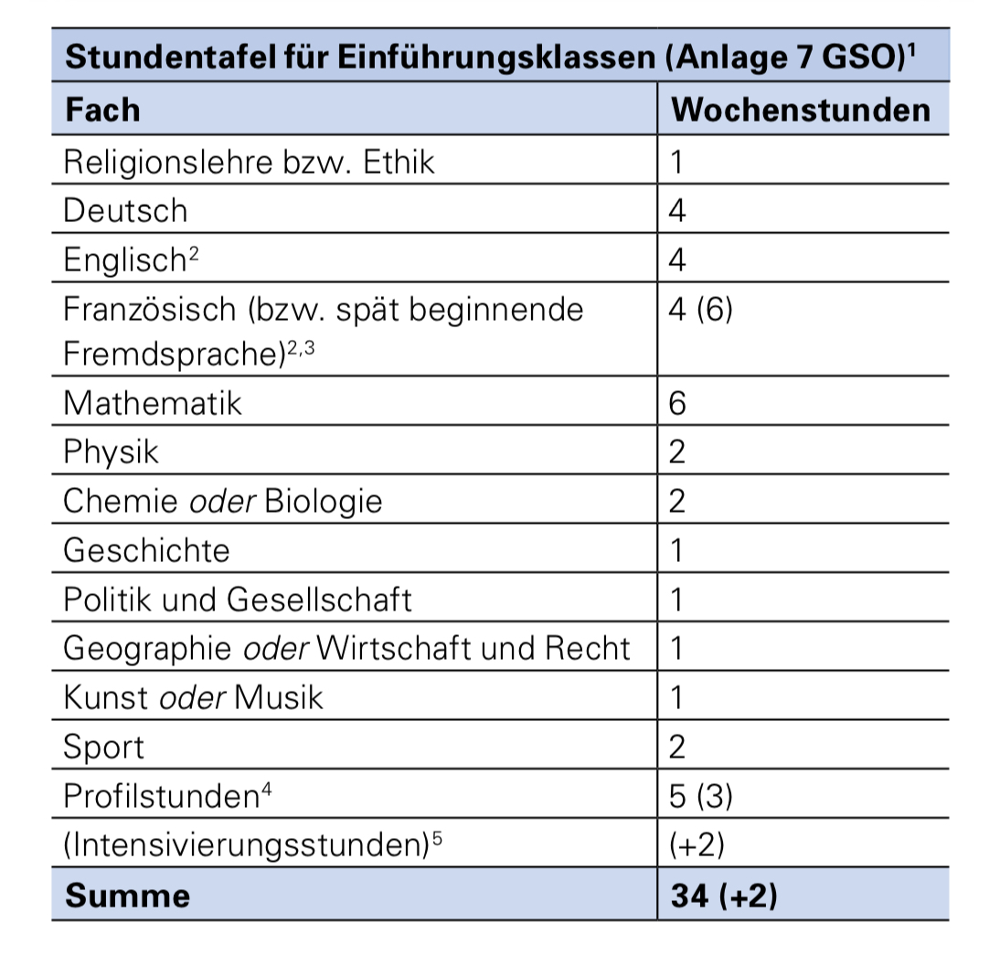 Stundentafel für Einführungsklassen (Anlage 7 GSO)¹
Fach Wochenstunden
Religionslehre bzw. Ethik 1
Deutsch 4
Englisch² 4
Französisch (bzw. spät beginnende 4 (6)
Fremdsprache)²,³
Mathematik 6
Physik 2
Chemie oder Biologie 2
Geschichte 1
Politik und Gesellschaft 1
Geographie oder Wirtschaft und Recht 1
Kunst oder Musik 1
Sport 2
Profilstunden⁴ 5 (3)
(Intensivierungsstunden)⁵ (+2)
Summe 34 (+2)